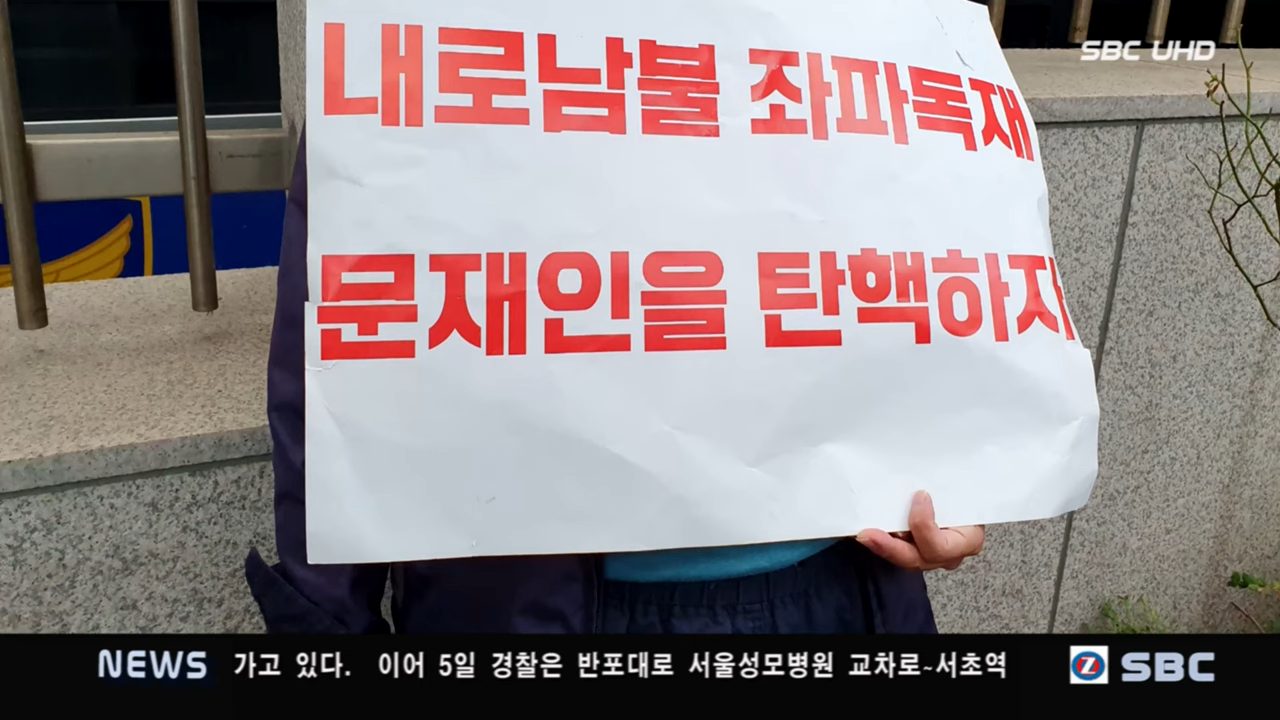 SBC UHD
내로남불 좌파독재
문재인을 탄핵하자
NEWS 가고 있다. 이어 5일 경찰은 반포대로 서울성모병원 교차로~서초역
Z SBC